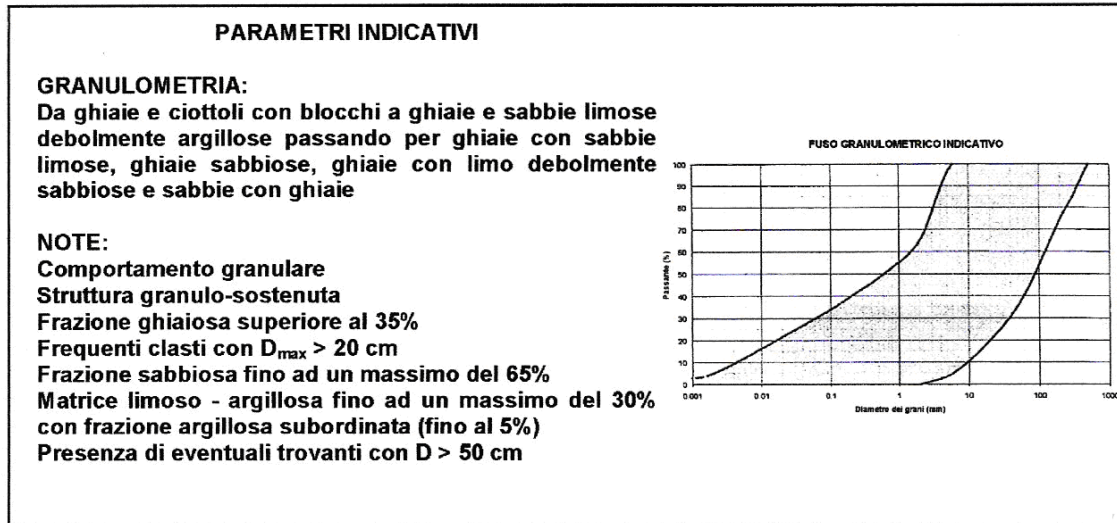 PARAMETRI INDICATIVI
GRANULOMETRIA:
Da ghiaie e ciottoli con blocchi a ghiaie e sabbie limose
debolmente argillose passando per ghiaie con sabbie
limose, ghiaie sabbiose, ghiaie con limo debolmente
sabbiose e sabbie con ghiaie
NOTE:
Comportamento granulare
Struttura granulo-sostenuta
Frazione ghiaiosa superiore al 35%
Frequenti clasti con Dmax > 20 cm
Frazione sabbiosa fino ad un massimo del 65%
Matrice limoso - argillosa fino ad un massimo del 30%
con frazione argillosa subordinata (fino al 5%)
Presenza di eventuali trovanti con D > 50 cm
FUSO GRANULOMETRICO INDICATIVO
Passante (%)
100
90
80
70
60
50
40
30
20
10
0
0.001 0.01 0.1 1 10 100 1000
Diametro dei grani (mm)